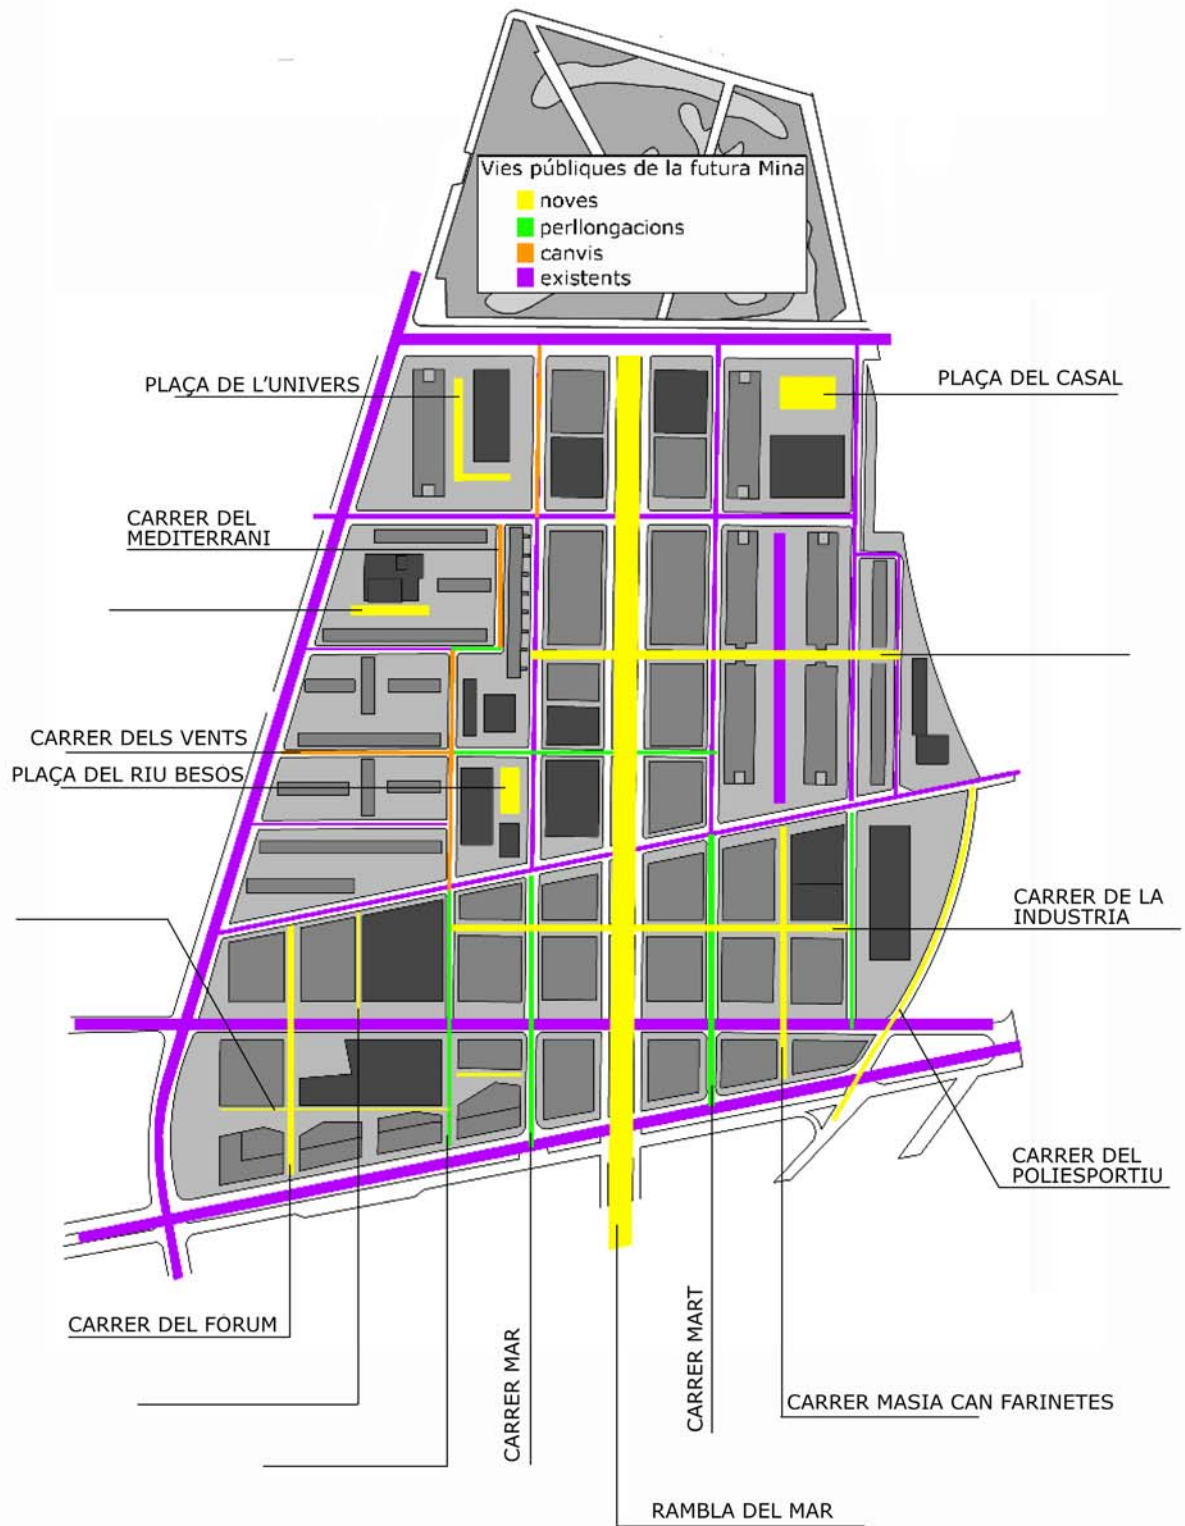 Vies públiques de la futura Mina
noves
perllongacions
canvis
existents
PLAÇA DE L'UNIVERS
PLAÇA DEL CASAL
CARRER DEL
MEDITERRANI
CARRER DELS VENTS
PLAÇA DEL RIU BESÒS
CARRER DE LA
INDUSTRIA
CARRER DEL
POLIESPORTIU
CARRER DEL FÒRUM
CARRER MAR
CARRER MART
CARRER MASIA CAN FARINETES
RAMBLA DEL MAR